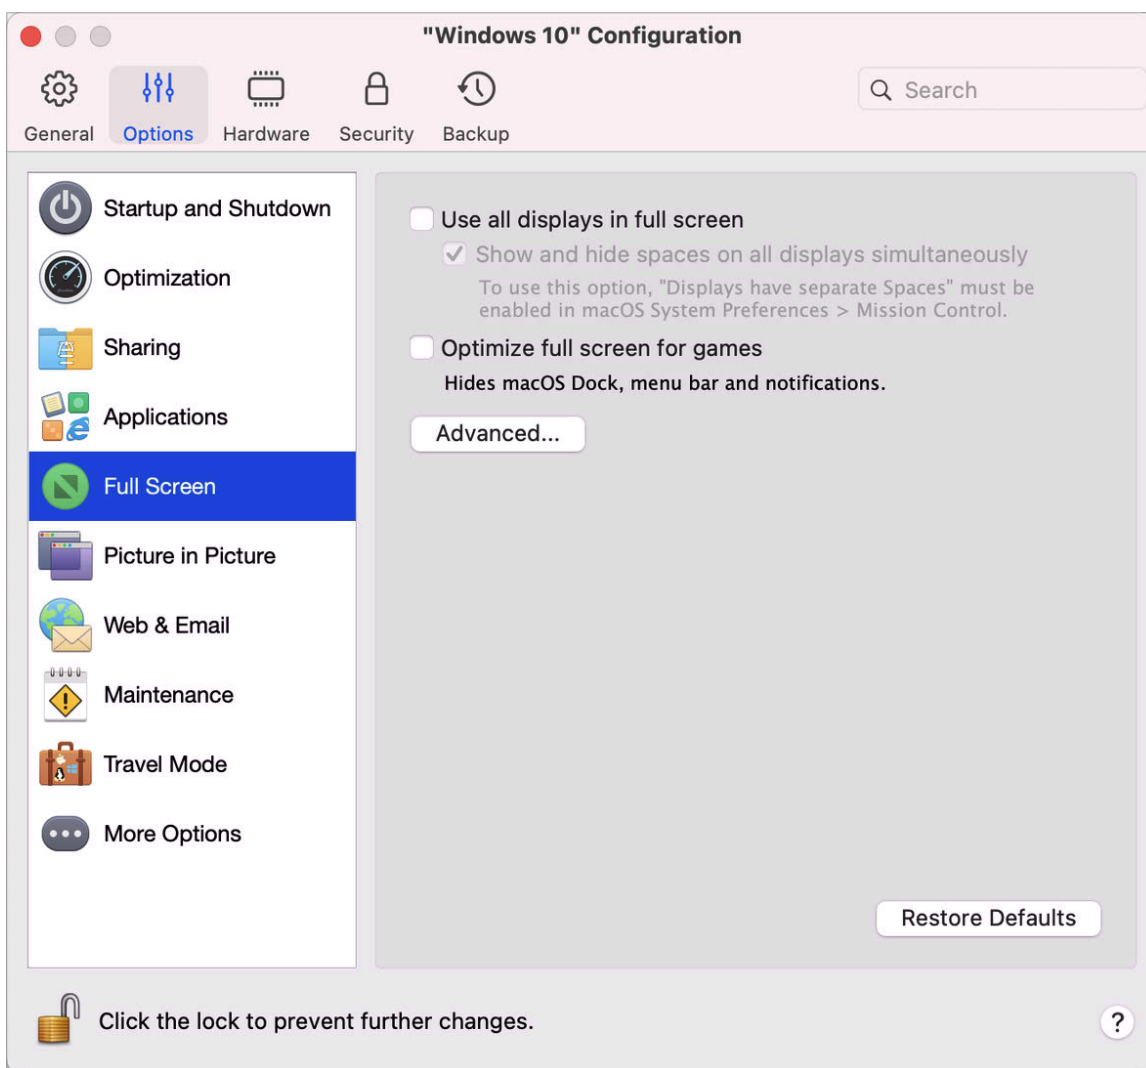 "Windows 10" Configuration
General
Options
Hardware
Security
Backup
Search
Startup and Shutdown
Optimization
Sharing
Applications
Full Screen
Picture in Picture
Web & Email
Maintenance
Travel Mode
More Options
Use all displays in full screen
Show and hide spaces on all displays simultaneously
To use this option, "Displays have separate Spaces" must be
enabled in macOS System Preferences > Mission Control.
Optimize full screen for games
Hides macOS Dock, menu bar and notifications.
Advanced...
Restore Defaults
Click the lock to prevent further changes.
?